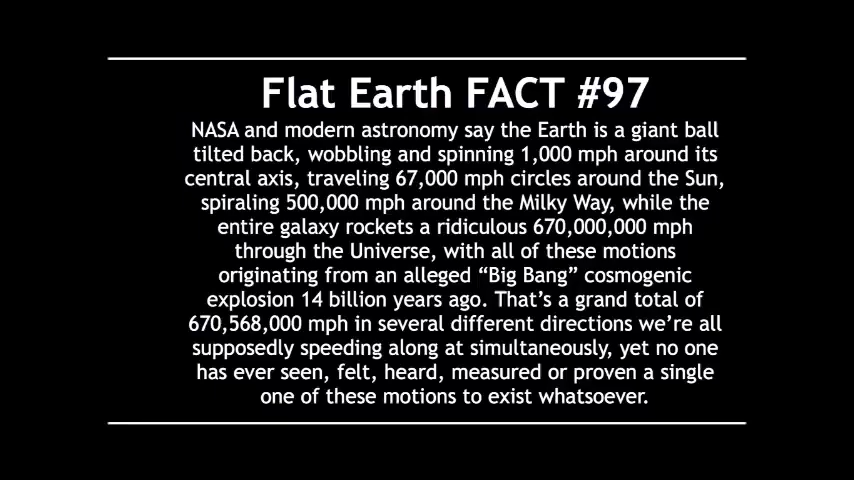 Flat Earth FACT #97
NASA and modern astronomy say the Earth is a giant ball
tilted back, wobbling and spinning 1,000 mph around its
central axis, traveling 67,000 mph circles around the Sun,
spiraling 500,000 mph around the Milky Way, while the
entire galaxy rockets a ridiculous 670,000,000 mph
through the Universe, with all of these motions
originating from an alleged “Big Bang” cosmogenic
explosion 14 billion years ago. That’s a grand total of
670,568,000 mph in several different directions we’re all
supposedly speeding along at simultaneously, yet no one
has ever seen, felt, heard, measured or proven a single
one of these motions to exist whatsoever.